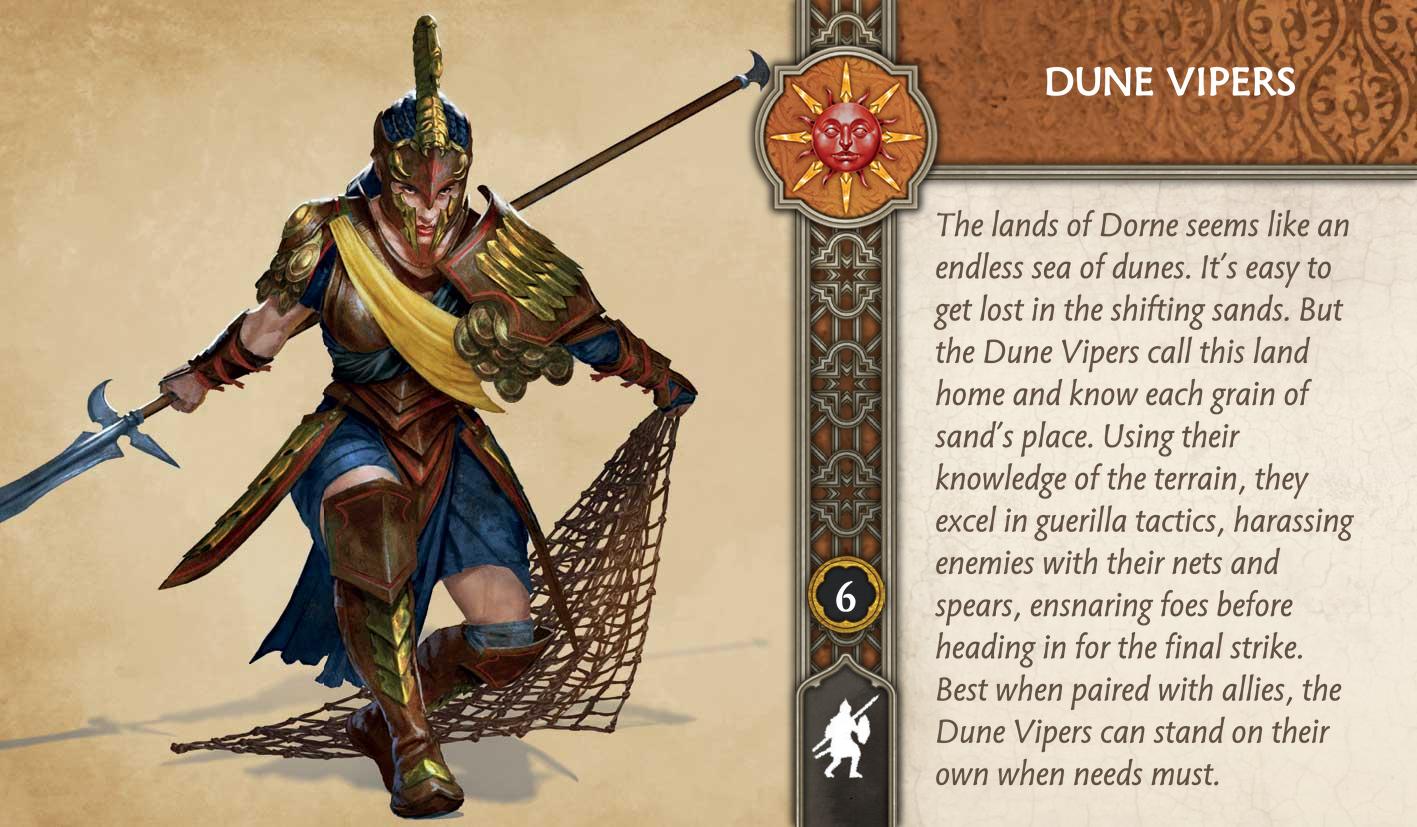 DUNE VIPERS
The lands of Dorne seems like an
endless sea of dunes. It's easy to
get lost in the shifting sands. But
the Dune Vipers call this land
home and know each grain of
sand's place. Using their
knowledge of the terrain, they
excel in guerilla tactics, harassing
enemies with their nets and
spears, ensnaring foes before
heading in for the final strike.
Best when paired with allies, the
Dune Vipers can stand on their
own when needs must.
6